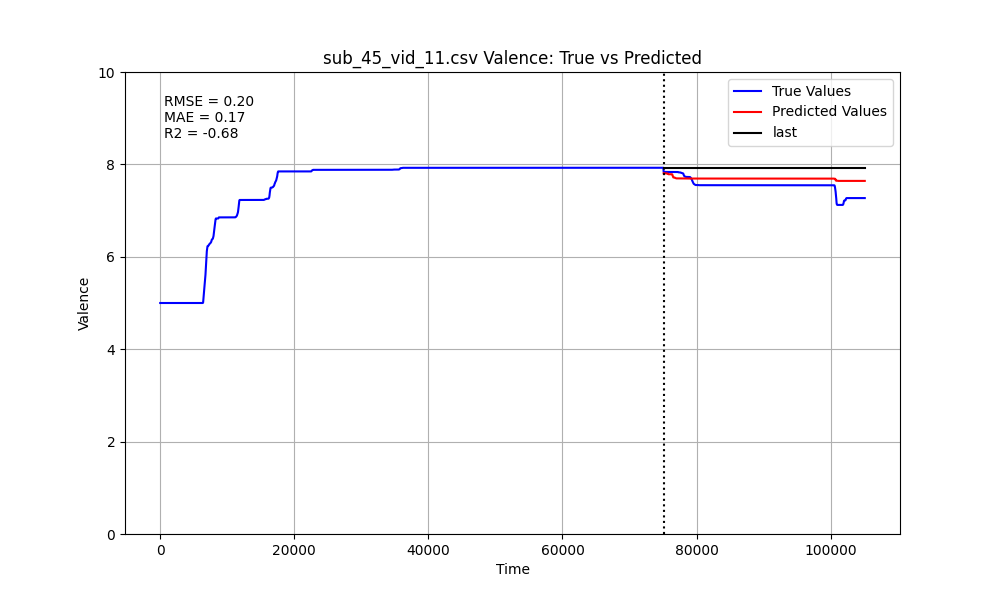 sub_45_vid_11.csv Valence: True vs Predicted
RMSE = 0.20
MAE = 0.17
R2 = -0.68
True Values
Predicted Values
last
10
8
6
4
2
0
Valence
0
20000
40000
60000
80000
100000
Time